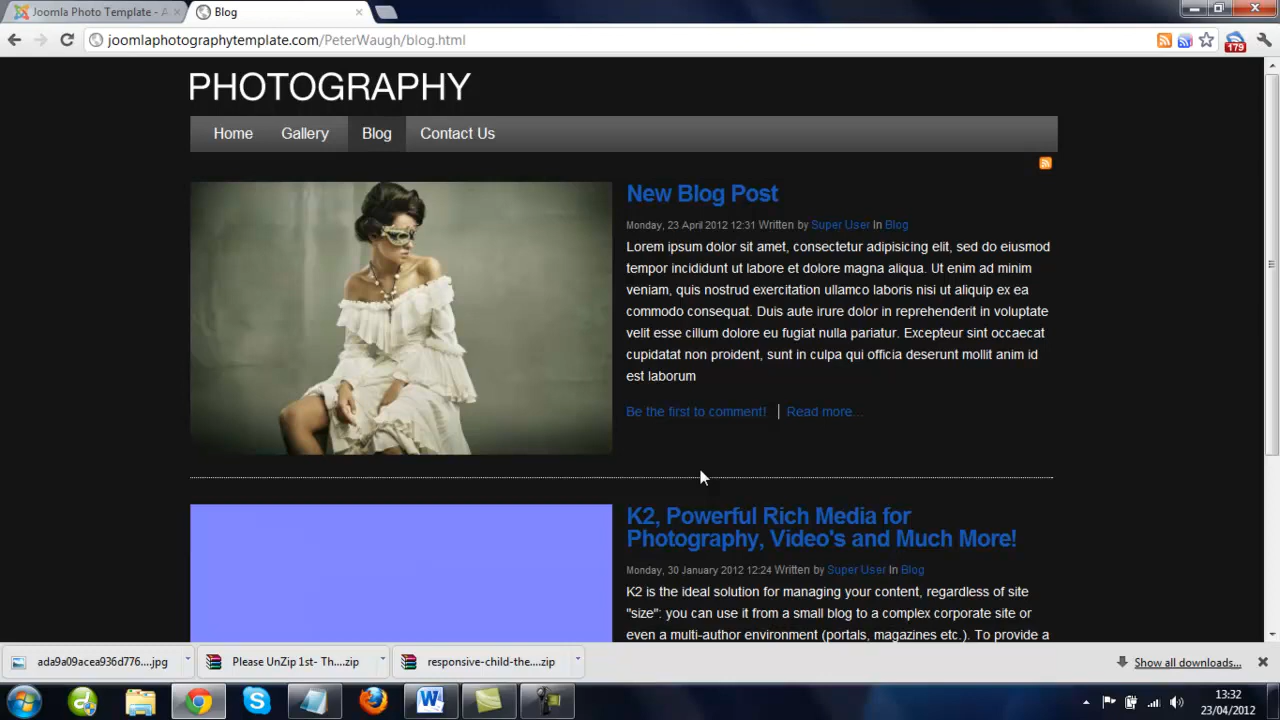 Joomla Photo Template - A
Blog
joomlaphotographytemplate.com/PeterWaugh/blog.html
179
PHOTOGRAPHY
Home Gallery Blog Contact Us
New Blog Post
Monday, 23 April 2012 12:31 Written by Super User In Blog
Lorem ipsum dolor sit amet, consectetur adipisicing elit, sed do eiusmod
tempor incididunt ut labore et dolore magna aliqua. Ut enim ad minim
veniam, quis nostrud exercitation ullamco laboris nisi ut aliquip ex ea
commodo consequat. Duis aute irure dolor in reprehenderit in voluptate
velit esse cillum dolore eu fugiat nulla pariatur. Excepteur sint occaecat
cupidatat non proident, sunt in culpa qui officia deserunt mollit anim id
est laborum
Be the first to comment! Read more...
K2, Powerful Rich Media for
Photography, Video's and Much More!
Monday, 30 January 2012 12:24 Written by Super User In Blog
K2 is the ideal solution for managing your content, regardless of site
"size": you can use it from a small blog to a complex corporate site or
even a multi-author environment (portals, magazines etc.). To provide a
ada9a09acea936d776....jpg
Please UnZip 1st- Th....zip
responsive-child-the....zip
Show all downloads...
13:32
23/04/2012